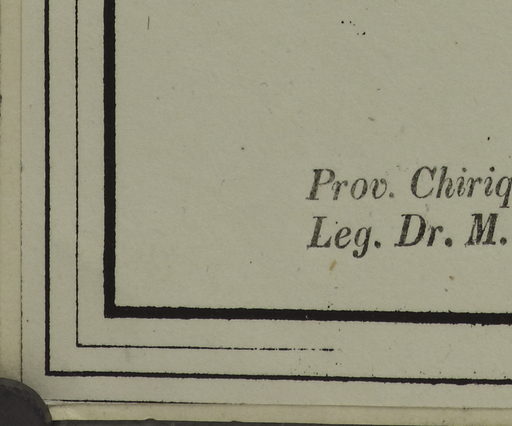 Prov. Chiriq
Leg. Dr. M.